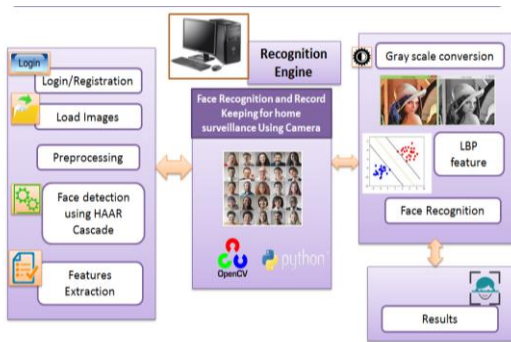 Login
Login/Registration
Load Images
Preprocessing
Face detection
using HAAR
Cascade
Features
Extraction
Recognition
Engine
Face Recognition and Record
Keeping for home
surveillance Using Camera
OpenCV
python
Gray scale conversion
LBP
feature
Face Recognition
Results